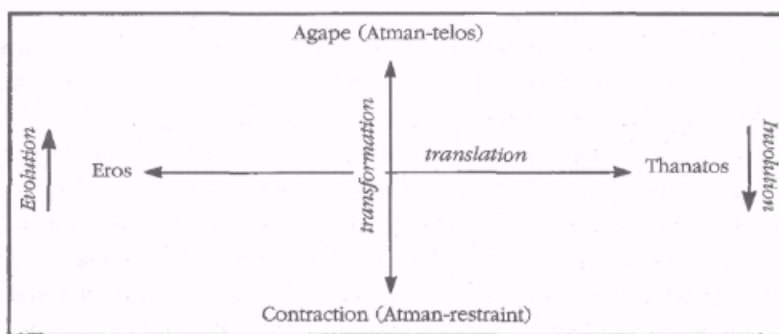 Agape (Atman-telos)
Evolution
Eros
transformation
translation
Thanatos
Involution
Contraction (Atman-restraint)